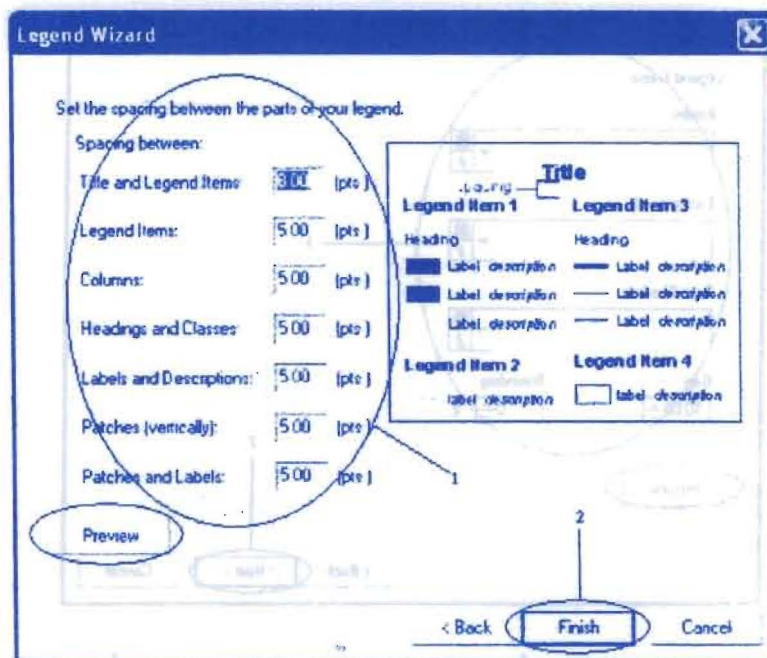 Legend Wizard
Set the spacing between the parts of your legend.
Spacing between:
Title and Legend Items: 8.00 (pts)
Legend Items: 5.00 (pts)
Columns: 5.00 (pts)
Headings and Classes: 5.00 (pts)
Labels and Descriptions: 5.00 (pts)
Patches (vertically): 5.00 (pts)
Patches and Labels: 5.00 (pts)
Preview
Title
spacing
Legend Item 1 Legend Item 3
Heading Heading
Label description Label description
Label description Label description
Label description Label description
Legend Item 2 Legend Item 4
label description label description
1
2
< Back Finish Cancel